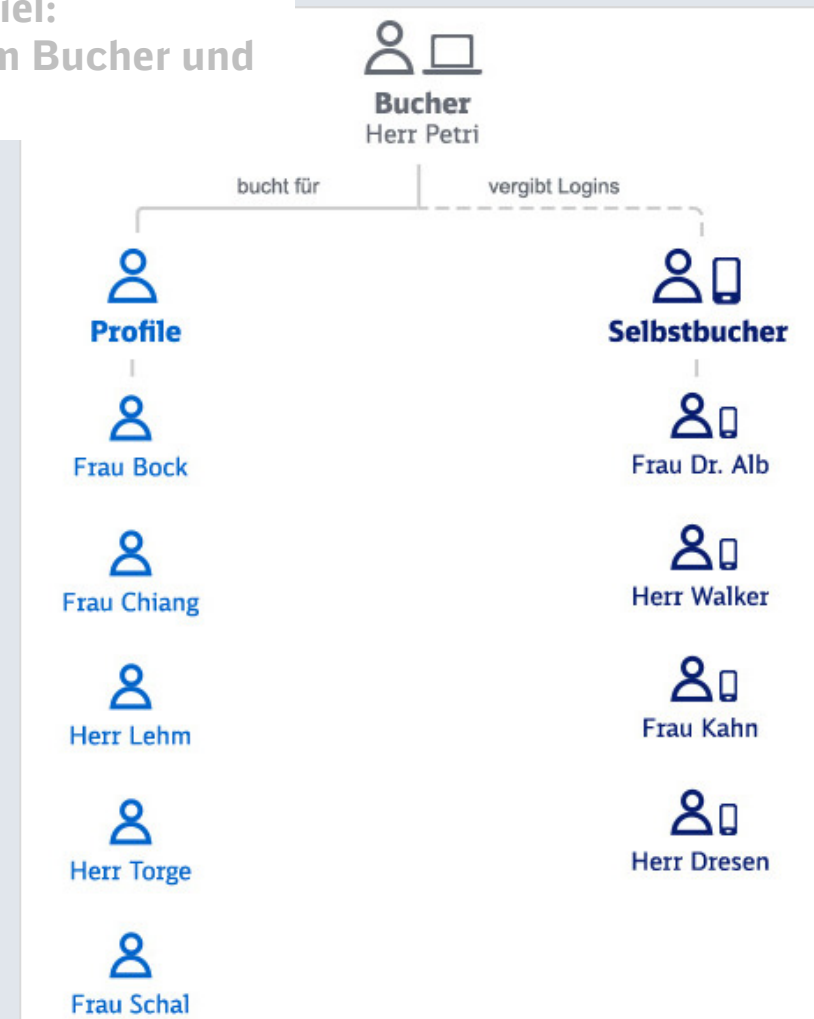 iel:
m Bucher und
Bucher
Herr Petri
bucht für
vergibt Logins
Profile
Selbstbucher
Frau Bock
Frau Dr. Alb
Frau Chiang
Herr Walker
Herr Lehm
Frau Kahn
Herr Torge
Herr Dresen
Frau Schal